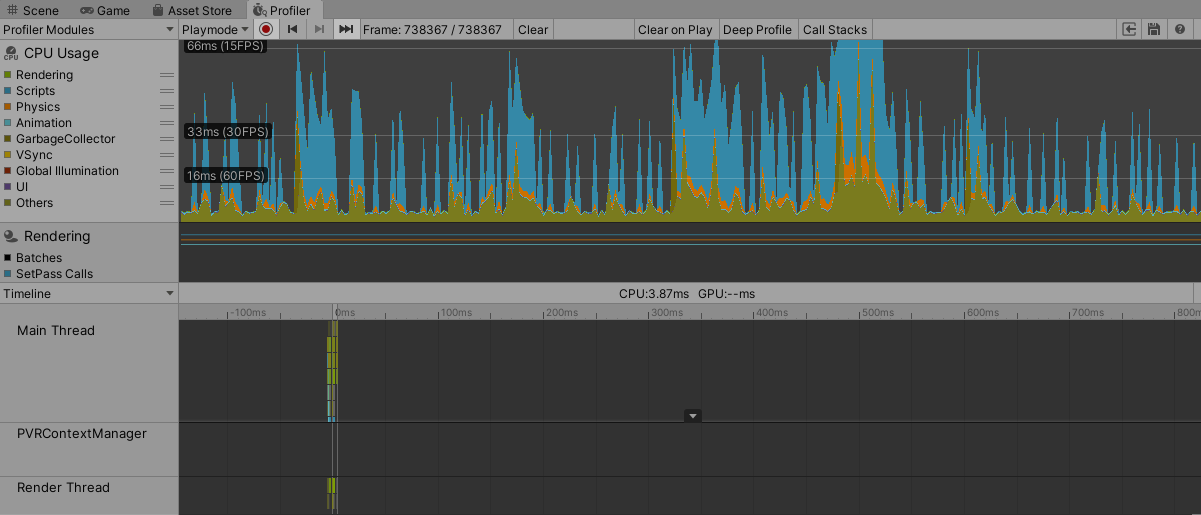 Scene Game Asset Store Profiler
Profiler Modules Playmode Frame: 738367 / 738367 Clear Clear on Play Deep Profile Call Stacks
CPU CPU Usage
Rendering
Scripts
Physics
Animation
GarbageCollector
VSync
Global Illumination
UI
Others
66ms (15FPS)
33ms (30FPS)
16ms (60FPS)
Rendering
Batches
SetPass Calls
Timeline CPU:3.87ms GPU:--ms
-100ms 0ms 100ms 200ms 300ms 400ms 500ms 600ms 700ms 800m
Main Thread
PVRContextManager
Render Thread